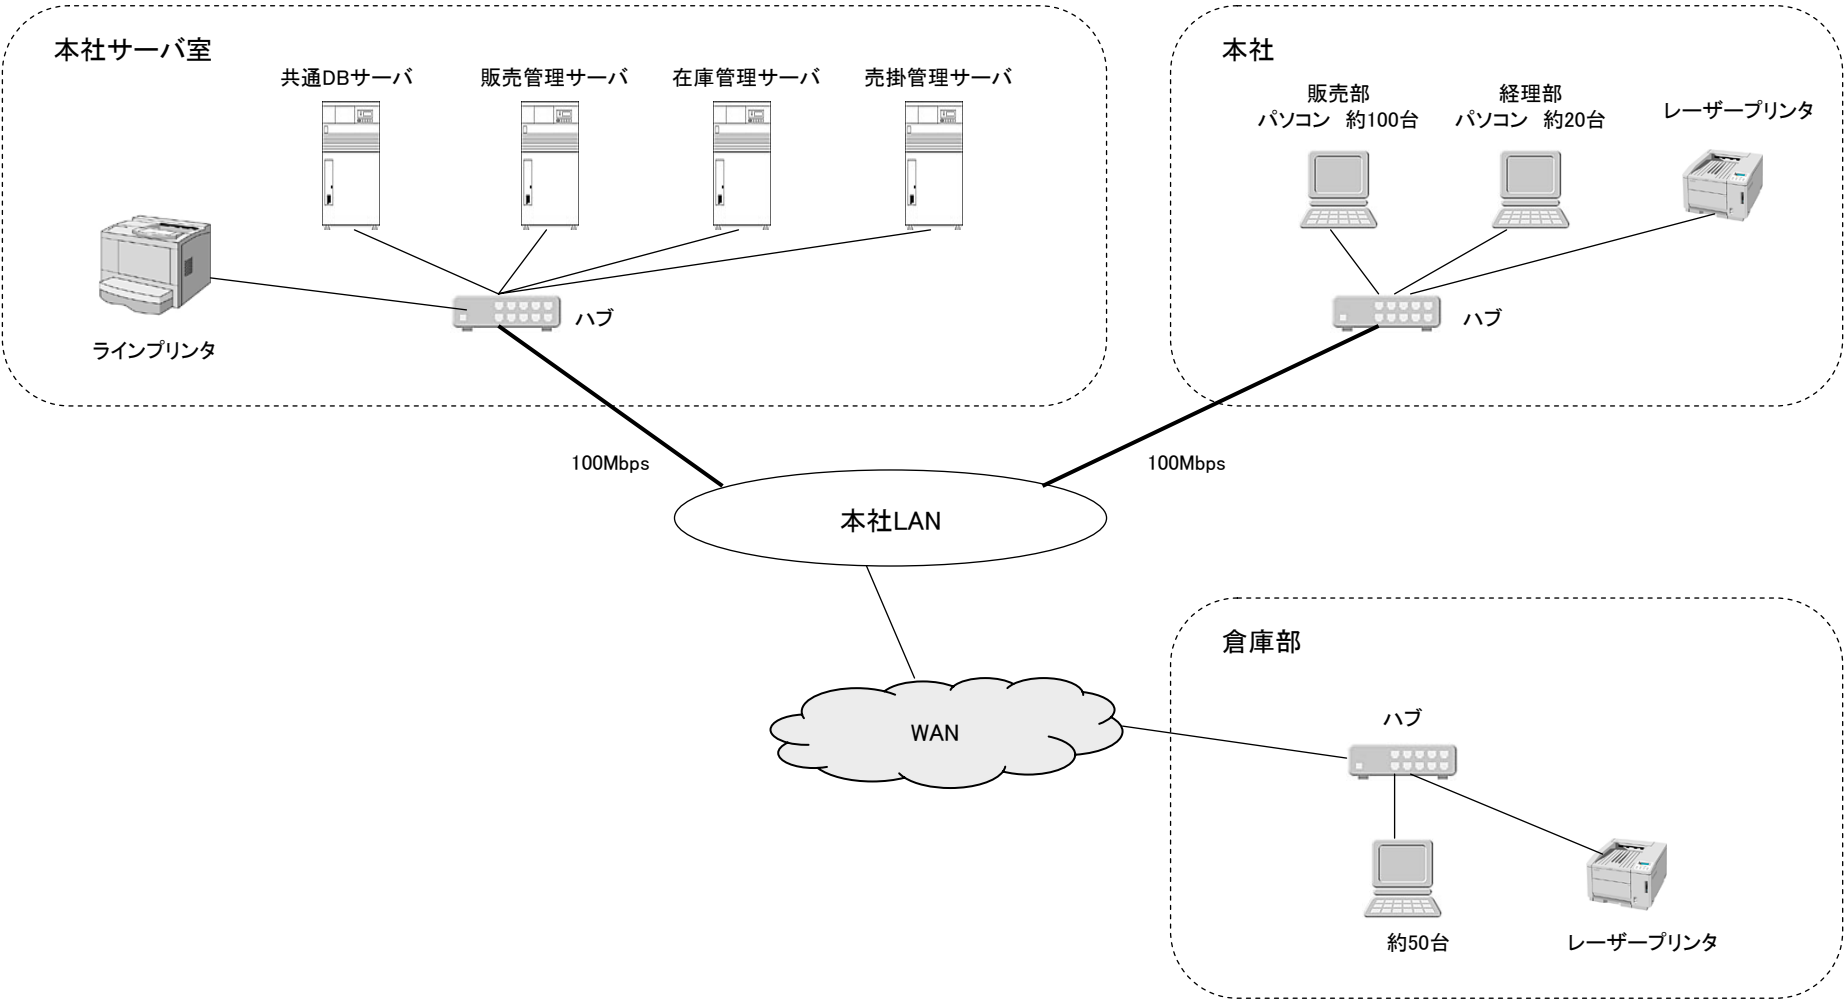 本社サーバ室
共通DBサーバ
販売管理サーバ
在庫管理サーバ
売掛管理サーバ
ハブ
ラインプリンタ
本社
販売部
パソコン 約100台
経理部
パソコン 約20台
レーザープリンタ
ハブ
100Mbps
100Mbps
本社LAN
WAN
倉庫部
ハブ
約50台
レーザープリンタ